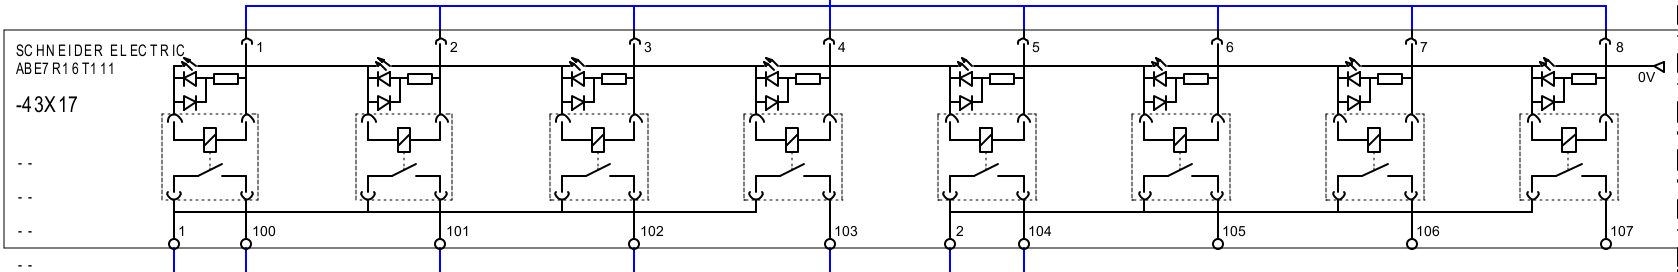 1 2 3 4 5 6 7 8
SCHNEIDER ELECTRIC
ABE7R16T111
0V
-43X17
- -
- -
- -
1 100 101 102 103 2 104 105 106 107
- -